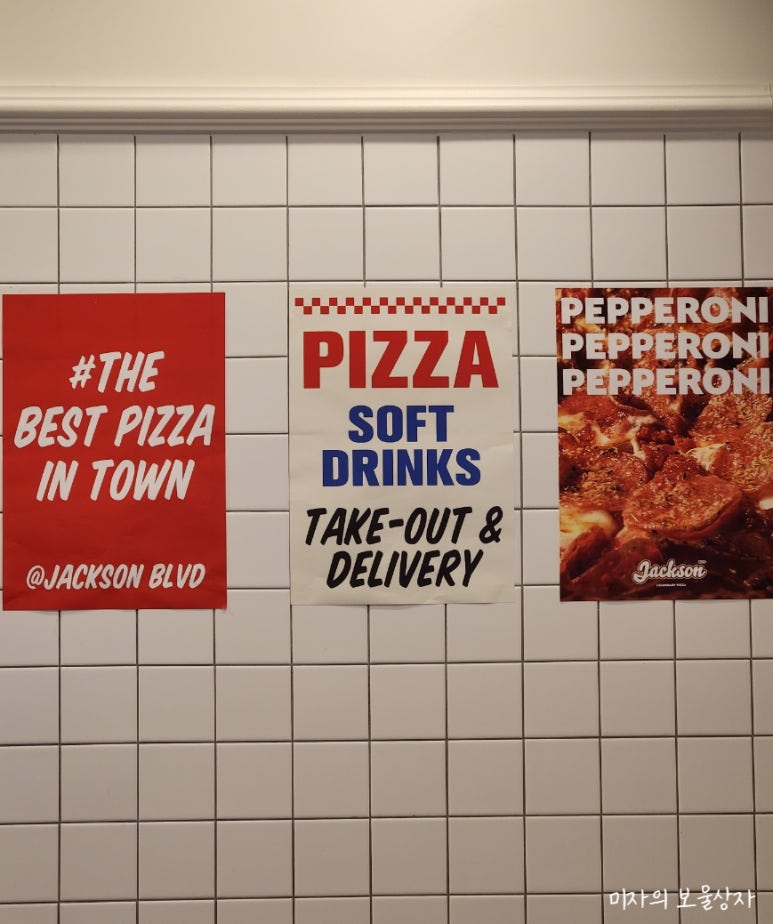 #THE
BEST PIZZA
IN TOWN
@JACKSON BLVD
PIZZA
SOFT
DRINKS
TAKE-OUT &
DELIVERY
PEPPERONI
PEPPERONI
PEPPERONI
Jackson
미자의 보물상자